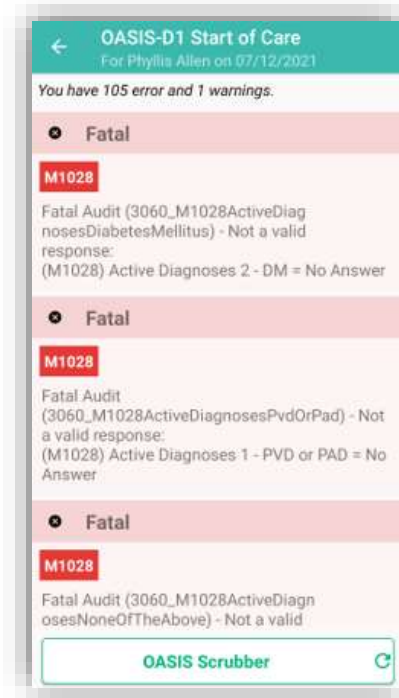 OASIS-D1 Start of Care
For Phyllis Allen on 07/12/2021
You have 105 error and 1 warnings.
Fatal
M1028
Fatal Audit (3060_M1028ActiveDiag
nosesDiabetesMellitus) - Not a valid
response:
(M1028) Active Diagnoses 2 - DM = No Answer
Fatal
M1028
Fatal Audit
(3060_M1028ActiveDiagnosesPvdOrPad) - Not
a valid response:
(M1028) Active Diagnoses 1 - PVD or PAD = No
Answer
Fatal
M1028
Fatal Audit (3060_M1028ActiveDiagn
osesNoneOfTheAbove) - Not a valid
OASIS Scrubber